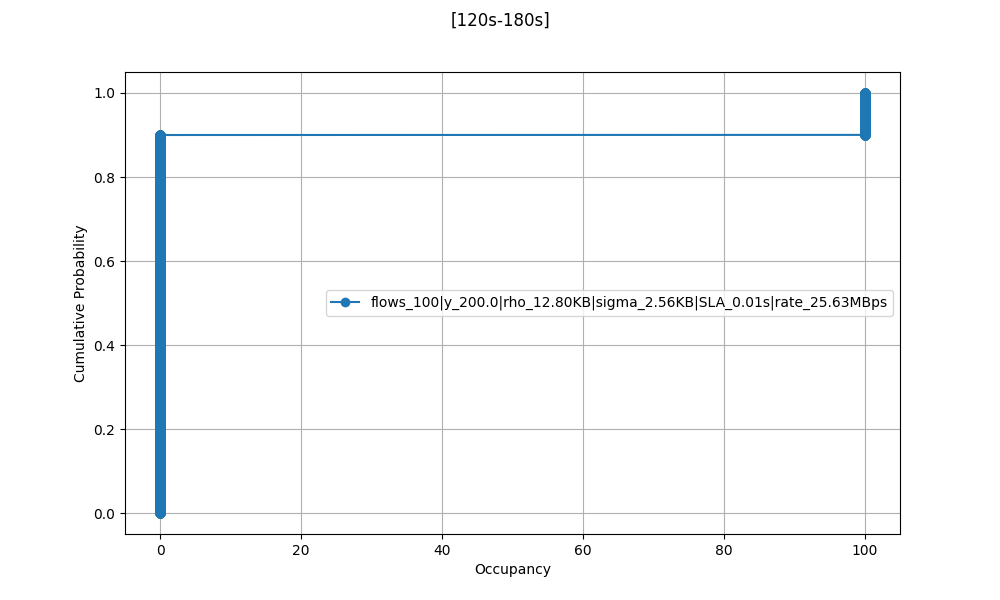 [120s-180s]
1.0
0.8
0.6
0.4
0.2
0.0
Cumulative Probability
flows_100|y_200.0|rho_12.80KB|sigma_2.56KB|SLA_0.01s|rate_25.63MBps
0 20 40 60 80 100
Occupancy